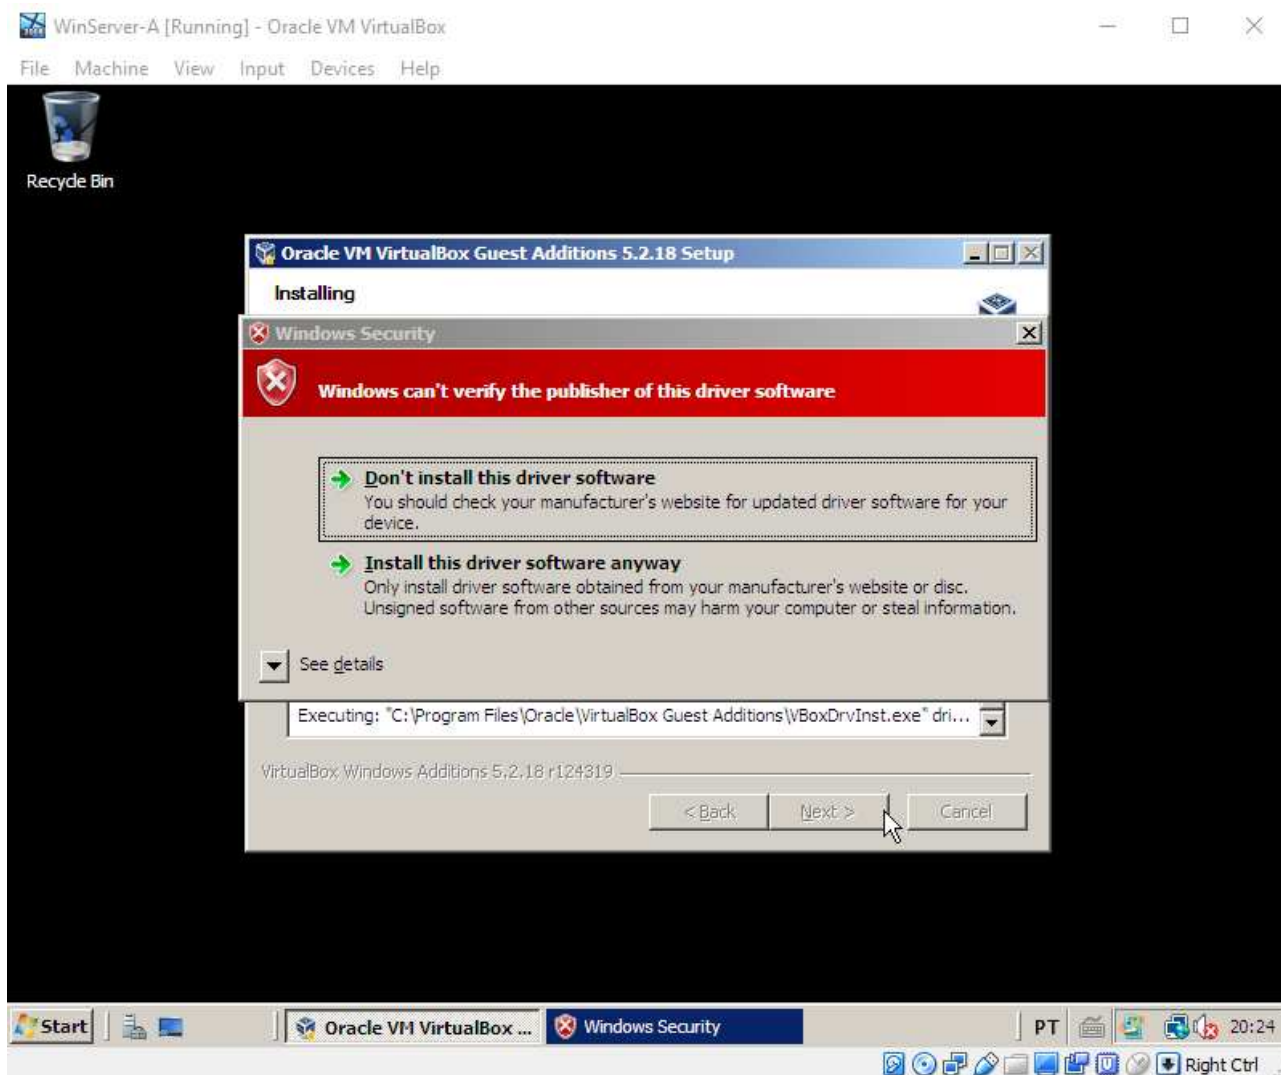 WinServer-A [Running] - Oracle VM VirtualBox
File Machine View Input Devices Help
Recycle Bin
Oracle VM VirtualBox Guest Additions 5.2.18 Setup
Installing
Windows Security
Windows can't verify the publisher of this driver software
Don't install this driver software
You should check your manufacturer's website for updated driver software for your
device.
Install this driver software anyway
Only install driver software obtained from your manufacturer's website or disc.
Unsigned software from other sources may harm your computer or steal information.
See details
Executing: "C:\Program Files\Oracle\VirtualBox Guest Additions\VBoxDrvInst.exe" dri...
VirtualBox Windows Additions 5.2.18 r124319
< Back Next > Cancel
Start Oracle VM VirtualBox ... Windows Security PT 20:24
Right Ctrl